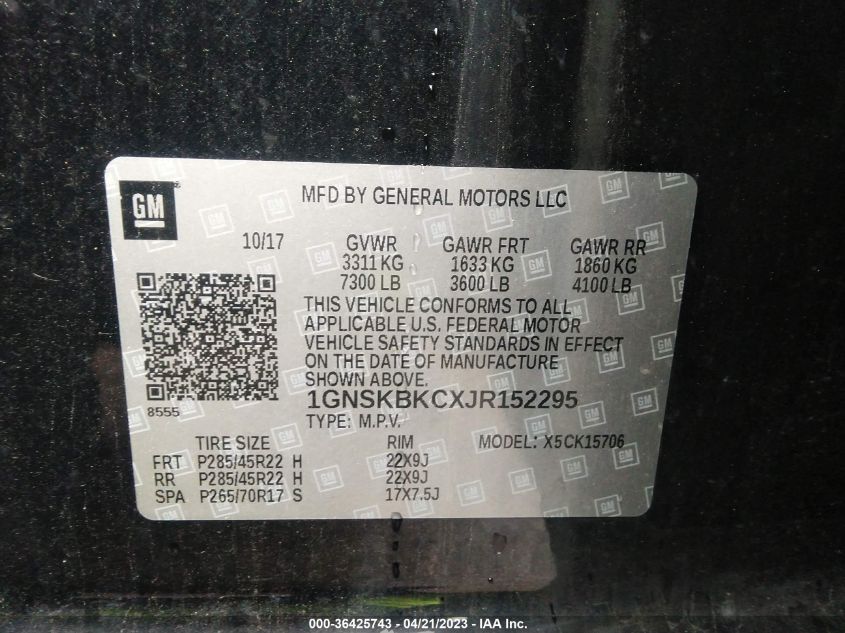 GM
®
MFD BY GENERAL MOTORS LLC
10/17 GVWR GAWR FRT GAWR RR
3311 KG 1633 KG 1860 KG
7300 LB 3600 LB 4100 LB
THIS VEHICLE CONFORMS TO ALL
APPLICABLE U.S. FEDERAL MOTOR
VEHICLE SAFETY STANDARDS IN EFFECT
ON THE DATE OF MANUFACTURE
SHOWN ABOVE.
8555
1GNSKBKCXJR152295
TYPE: M.P.V.
TIRE SIZE RIM MODEL: X5CK15706
FRT P285/45R22 H 22X9J
RR P285/45R22 H 22X9J
SPA P265/70R17 S 17X7.5J
000-36425743 - 04/21/2023 - IAA Inc.